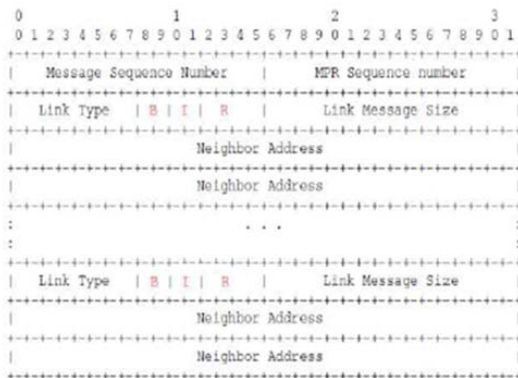 0 1 2 3
0 1 2 3 4 5 6 7 8 9 0 1 2 3 4 5 6 7 8 9 0 1 2 3 4 5 6 7 8 9 0 1
+-+-+-+-+-+-+-+-+-+-+-+-+-+-+-+-+-+-+-+-+-+-+-+-+-+-+-+-+-+-+-+-+
| Message Sequence Number | MPR Sequence number |
+-+-+-+-+-+-+-+-+-+-+-+-+-+-+-+-+-+-+-+-+-+-+-+-+-+-+-+-+-+-+-+-+
| Link Type | B | I | R | Link Message Size |
+-+-+-+-+-+-+-+-+-+-+-+-+-+-+-+-+-+-+-+-+-+-+-+-+-+-+-+-+-+-+-+-+
| Neighbor Address |
+-+-+-+-+-+-+-+-+-+-+-+-+-+-+-+-+-+-+-+-+-+-+-+-+-+-+-+-+-+-+-+-+
| Neighbor Address |
+-+-+-+-+-+-+-+-+-+-+-+-+-+-+-+-+-+-+-+-+-+-+-+-+-+-+-+-+-+-+-+-+
: . . . :
: :
+-+-+-+-+-+-+-+-+-+-+-+-+-+-+-+-+-+-+-+-+-+-+-+-+-+-+-+-+-+-+-+-+
| Link Type | B | I | R | Link Message Size |
+-+-+-+-+-+-+-+-+-+-+-+-+-+-+-+-+-+-+-+-+-+-+-+-+-+-+-+-+-+-+-+-+
| Neighbor Address |
+-+-+-+-+-+-+-+-+-+-+-+-+-+-+-+-+-+-+-+-+-+-+-+-+-+-+-+-+-+-+-+-+
| Neighbor Address |
+-+-+-+-+-+-+-+-+-+-+-+-+-+-+-+-+-+-+-+-+-+-+-+-+-+-+-+-+-+-+-+-+